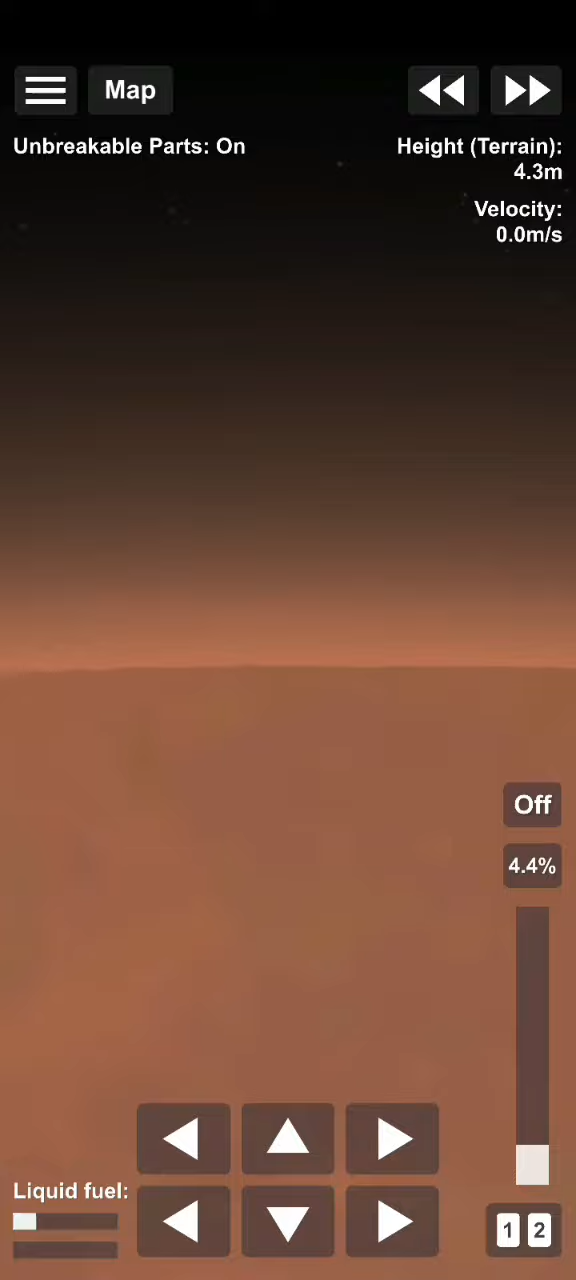 Map
Unbreakable Parts: On
Height (Terrain):
4.3m
Velocity:
0.0m/s
Off
4.4%
Liquid fuel:
1 2